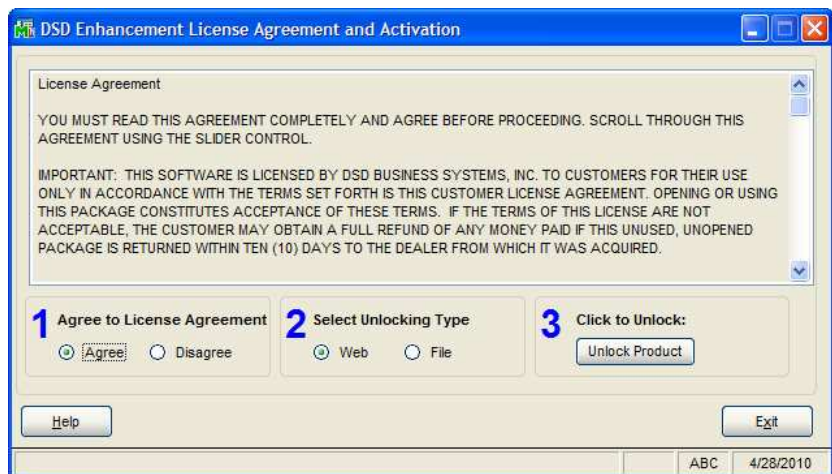 DSD Enhancement License Agreement and Activation
License Agreement
YOU MUST READ THIS AGREEMENT COMPLETELY AND AGREE BEFORE PROCEEDING. SCROLL THROUGH THIS
AGREEMENT USING THE SLIDER CONTROL.
IMPORTANT: THIS SOFTWARE IS LICENSED BY DSD BUSINESS SYSTEMS, INC. TO CUSTOMERS FOR THEIR USE
ONLY IN ACCORDANCE WITH THE TERMS SET FORTH IS THIS CUSTOMER LICENSE AGREEMENT. OPENING OR USING
THIS PACKAGE CONSTITUTES ACCEPTANCE OF THESE TERMS. IF THE TERMS OF THIS LICENSE ARE NOT
ACCEPTABLE, THE CUSTOMER MAY OBTAIN A FULL REFUND OF ANY MONEY PAID IF THIS UNUSED, UNOPENED
PACKAGE IS RETURNED WITHIN TEN (10) DAYS TO THE DEALER FROM WHICH IT WAS ACQUIRED.
1 Agree to License Agreement
Agree Disagree
2 Select Unlocking Type
Web File
3 Click to Unlock:
Unlock Product
Help Exit
ABC 4/28/2010